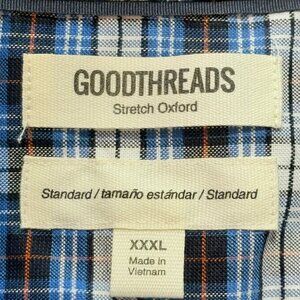 GOODTHREADS
Stretch Oxford
Standard / tamaño estándar / Standard
XXXL
Made in
Vietnam